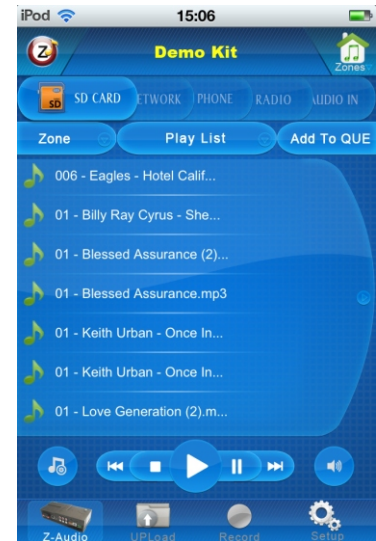 iPod 15:06
Z Demo Kit Zones
SD SD CARD ETWORK PHONE RADIO AUDIO IN
Zone Play List Add To QUE
006 - Eagles - Hotel Calif...
01 - Billy Ray Cyrus - She...
01 - Blessed Assurance (2)...
01 - Blessed Assurance.mp3
01 - Keith Urban - Once In...
01 - Keith Urban - Once In...
01 - Love Generation (2).m...
Z-Audio UPLoad Record Setup